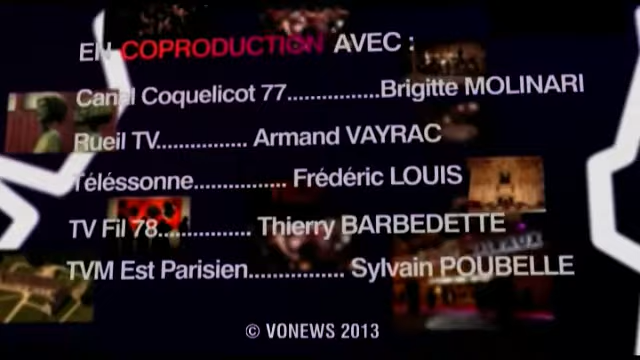 EN COPRODUCTION AVEC :
Canal Coquelicot 77................Brigitte MOLINARI
Rueil TV............... Armand VAYRAC
Téléssonne................ Frédéric LOUIS
TV Fil 78................ Thierry BARBEDETTE
TVM Est Parisien................ Sylvain POUBELLE
© VONEWS 2013